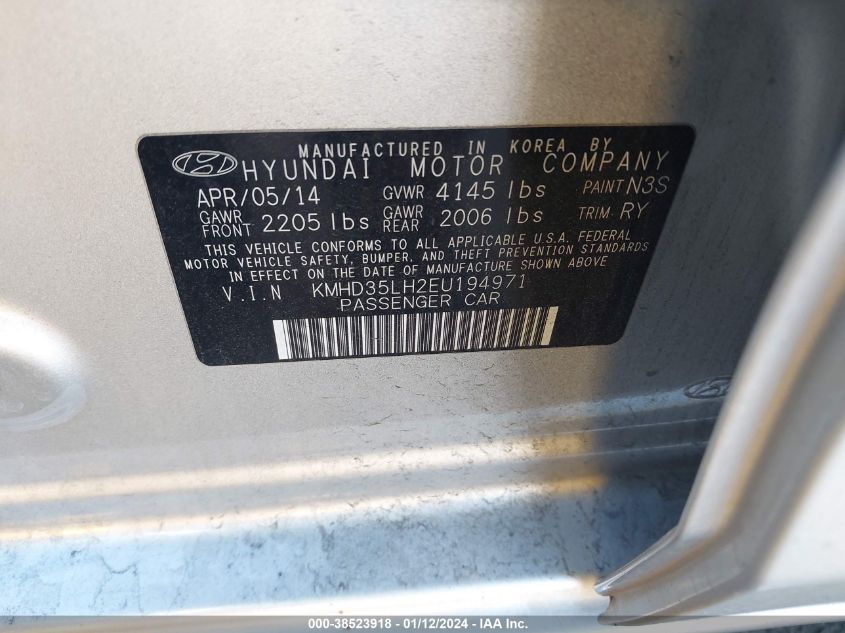 MANUFACTURED IN KOREA BY
HYUNDAI MOTOR COMPANY
APR/05/14 GVWR 4145 lbs PAINT N3S
GAWR FRONT 2205 lbs GAWR REAR 2006 lbs TRIM RY
THIS VEHICLE CONFORMS TO ALL APPLICABLE U.S.A. FEDERAL
MOTOR VEHICLE SAFETY, BUMPER, AND THEFT PREVENTION STANDARDS
IN EFFECT ON THE DATE OF MANUFACTURE SHOWN ABOVE
V.I.N KMHD35LH2EU194971
PASSENGER CAR
000-38523918 - 01/12/2024 - IAA Inc.